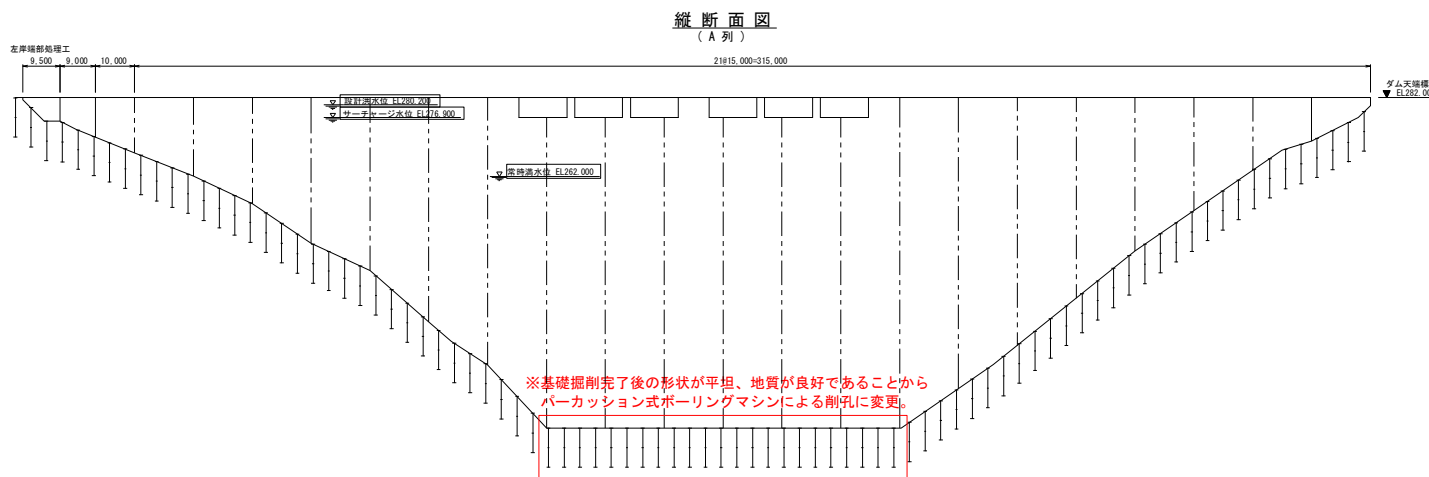 縦断面図
(A列)
左岸端部処理工
9,500 9,000 10,000 21@15,000=315,000
ダム天端標
EL282.00
設計洪水位 EL280.200
サーチャージ水位 EL276.900
常時満水位 EL262.000
※基礎掘削完了後の形状が平坦、地質が良好であることから
パーカッション式ボーリングマシンによる削孔に変更。